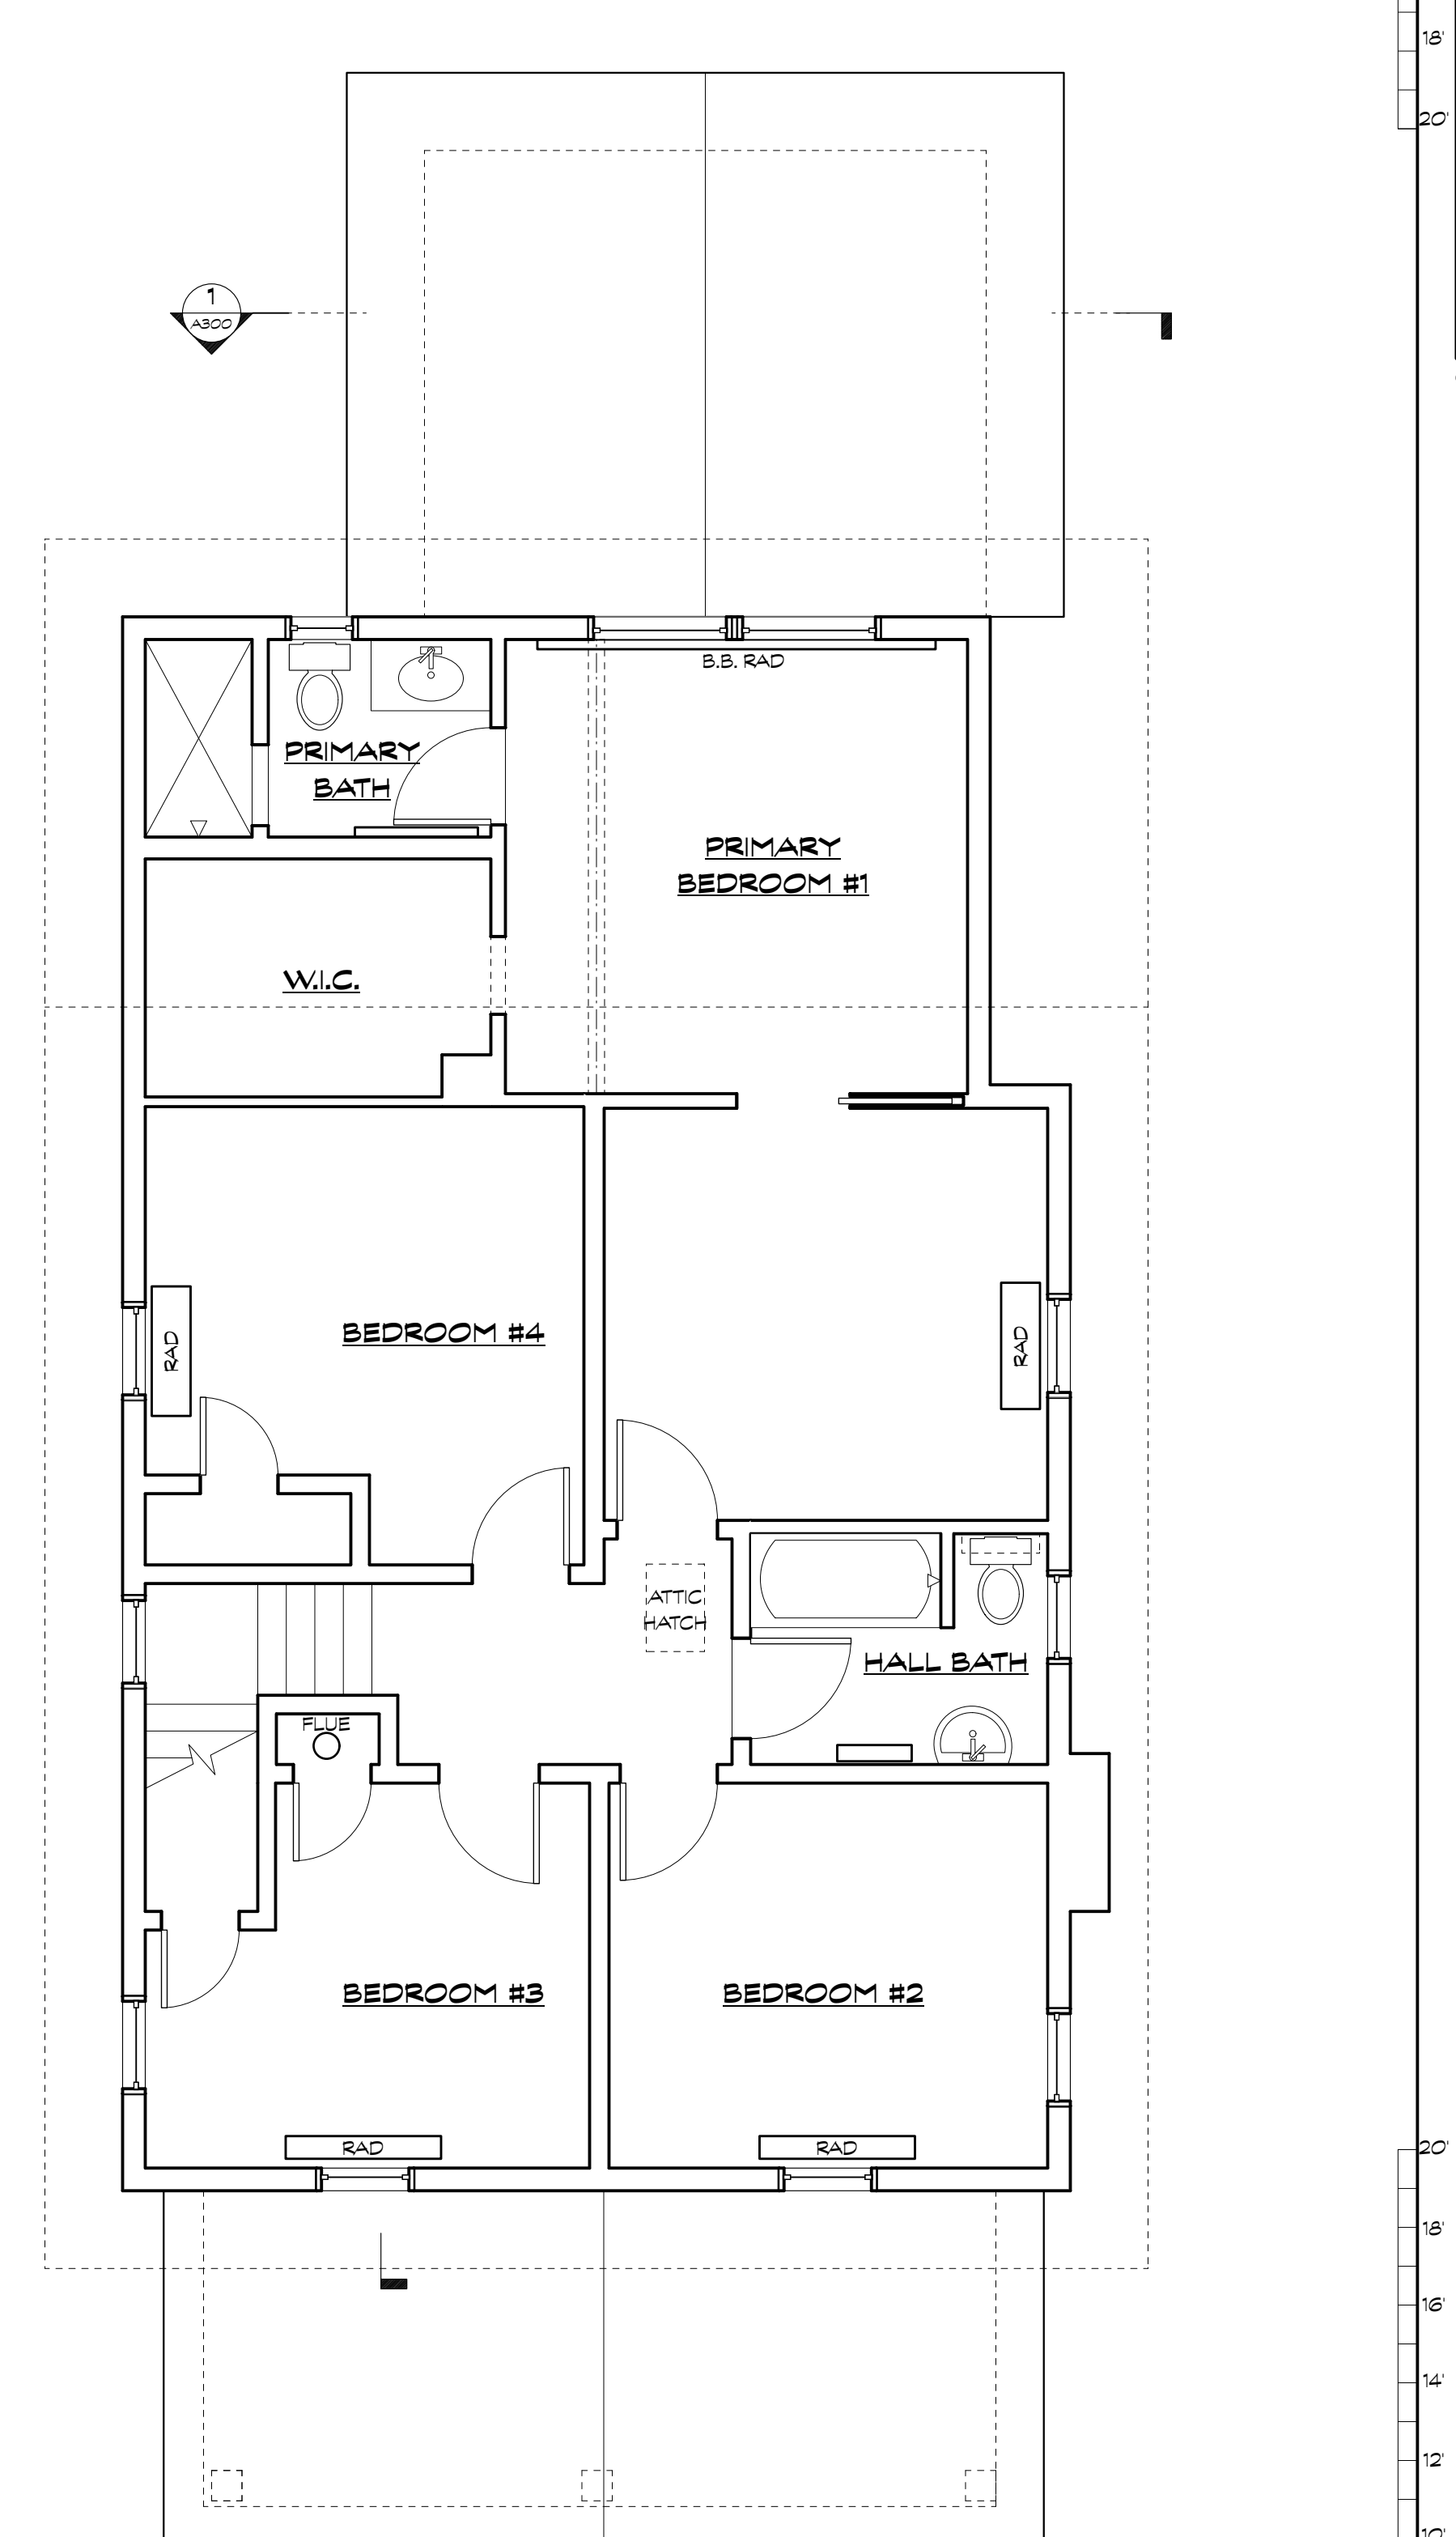 18'
20'
1
A300
B.B. RAD
PRIMARY
BATH
PRIMARY
BEDROOM #1
W.I.C.
BEDROOM #4
RAD
RAD
ATTIC
HATCH
HALL BATH
FLUE
BEDROOM #3
BEDROOM #2
RAD
RAD
20'
18'
16'
14'
12'
10'